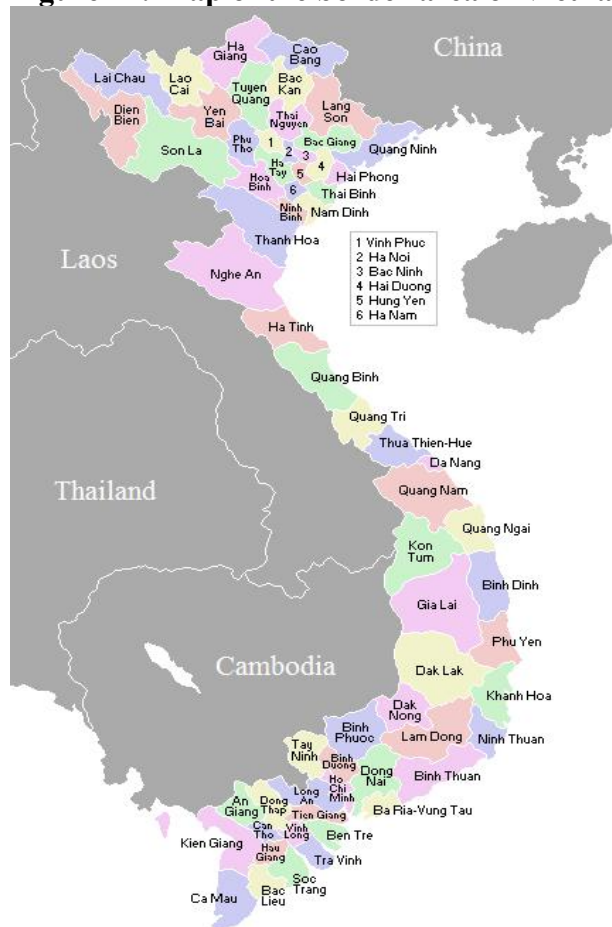 China
Ha
Giang
Cao
Bang
Lai Chau
Lao
Cai
Tuyen
Quang
Bac
Kan
Dien
Bien
Yen
Bai
Thai
Nguyen
Lang
Son
Son La
Phu
Tho
1
2
3
4
5
6
Bac Giang
Quang Ninh
Ha
Tay
Hoa
Binh
Hai Phong
Thai Binh
Ninh
Binh
Nam Dinh
Thanh Hoa
Laos
Nghe An
1 Vinh Phuc
2 Ha Noi
3 Bac Ninh
4 Hai Duong
5 Hung Yen
6 Ha Nam
Ha Tinh
Quang Binh
Quang Tri
Thua Thien-Hue
Da Nang
Thailand
Quang Nam
Quang Ngai
Kon
Tum
Binh Dinh
Gia Lai
Phu Yen
Cambodia
Dak Lak
Khanh Hoa
Dak
Nong
Binh
Phuoc
Lam Dong
Ninh Thuan
Tay
Ninh
Binh
Duong
Dong
Nai
Binh Thuan
Ho
Chi
Minh
Long
An
An
Giang
Dong
Thap
Tien Giang
Ba Ria-Vung Tau
Kien Giang
Can
Tho
Vinh
Long
Ben Tre
Hau
Giang
Tra Vinh
Soc
Trang
Ca Mau
Bac
Lieu